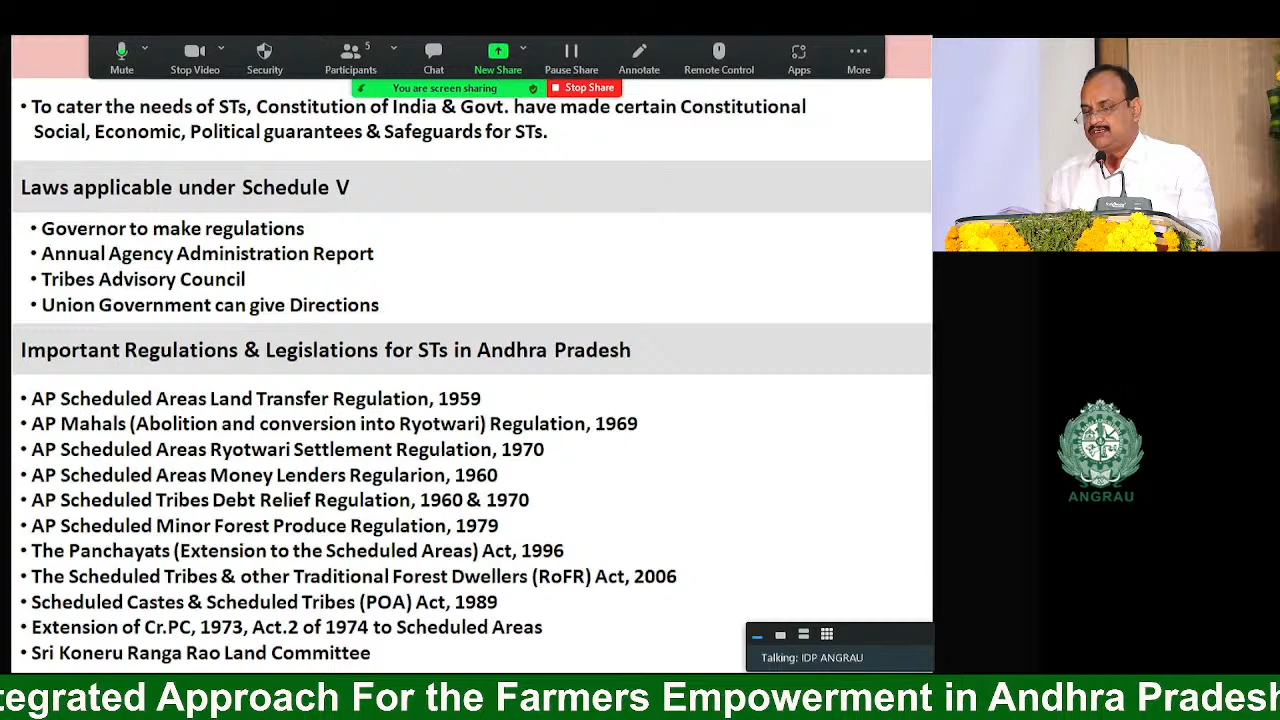 Mute
Stop Video
Security
Participants
5
Chat
New Share
Pause Share
Annotate
Remote Control
Apps
More
You are screen sharing
Stop Share
• To cater the needs of STs, Constitution of India & Govt. have made certain Constitutional
Social, Economic, Political guarantees & Safeguards for STs.
Laws applicable under Schedule V
• Governor to make regulations
• Annual Agency Administration Report
• Tribes Advisory Council
• Union Government can give Directions
Important Regulations & Legislations for STs in Andhra Pradesh
• AP Scheduled Areas Land Transfer Regulation, 1959
• AP Mahals (Abolition and conversion into Ryotwari) Regulation, 1969
• AP Scheduled Areas Ryotwari Settlement Regulation, 1970
• AP Scheduled Areas Money Lenders Regularion, 1960
• AP Scheduled Tribes Debt Relief Regulation, 1960 & 1970
• AP Scheduled Minor Forest Produce Regulation, 1979
• The Panchayats (Extension to the Scheduled Areas) Act, 1996
• The Scheduled Tribes & other Traditional Forest Dwellers (RoFR) Act, 2006
• Scheduled Castes & Scheduled Tribes (POA) Act, 1989
• Extension of Cr.PC, 1973, Act.2 of 1974 to Scheduled Areas
• Sri Koneru Ranga Rao Land Committee
Talking: IDP ANGRAU
ANGRAU
tegrated Approach For the Farmers Empowerment in Andhra Pradesh